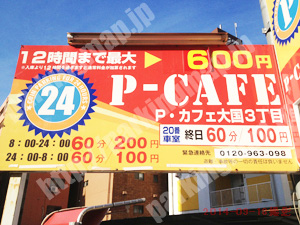 12時間まで最大 ▶ 600円
24
P-CAFE
P・カフェ大国3丁目
8:00-24:00 60分 200円
24:00-8:00 60分 100円
20番車室 終日 60分 100円
緊急連絡先 0120-963-098